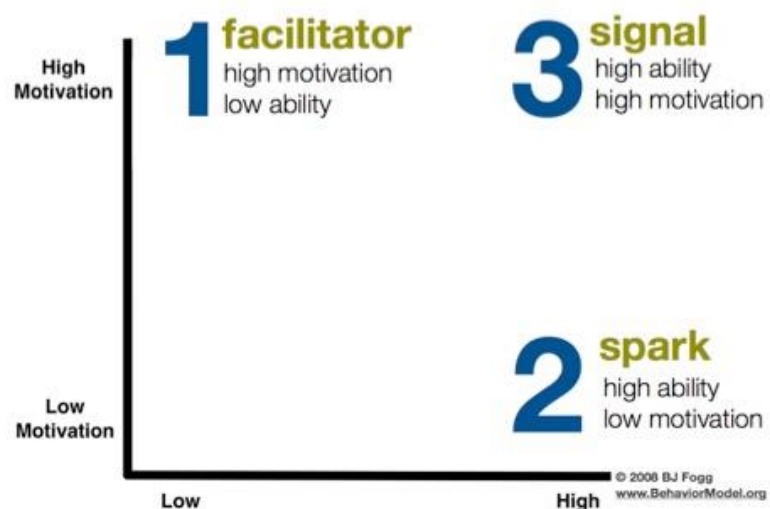 High
Motivation
1 facilitator
high motivation
low ability
3 signal
high ability
high motivation
Low
Motivation
2 spark
high ability
low motivation
Low
High
© 2008 BJ Fogg
www.BehaviorModel.org